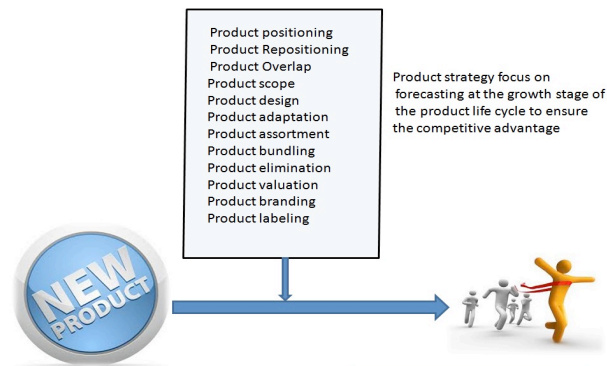 Product positioning
Product Repositioning
Product Overlap
Product scope
Product design
Product adaptation
Product assortment
Product bundling
Product elimination
Product valuation
Product branding
Product labeling
Product strategy focus on
forecasting at the growth stage of
the product life cycle to ensure
the competitive advantage
NEW
PRODUCT